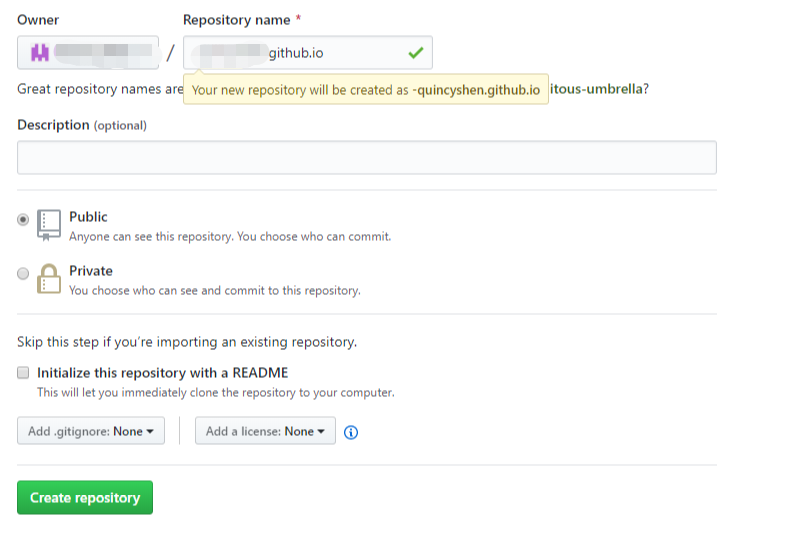 Owner
Repository name *
/
github.io
Great repository names are
Your new repository will be created as -quincyshen.github.io
itous-umbrella?
Description (optional)
Public
Anyone can see this repository. You choose who can commit.
Private
You choose who can see and commit to this repository.
Skip this step if you’re importing an existing repository.
Initialize this repository with a README
This will let you immediately clone the repository to your computer.
Add .gitignore: None
Add a license: None
Create repository